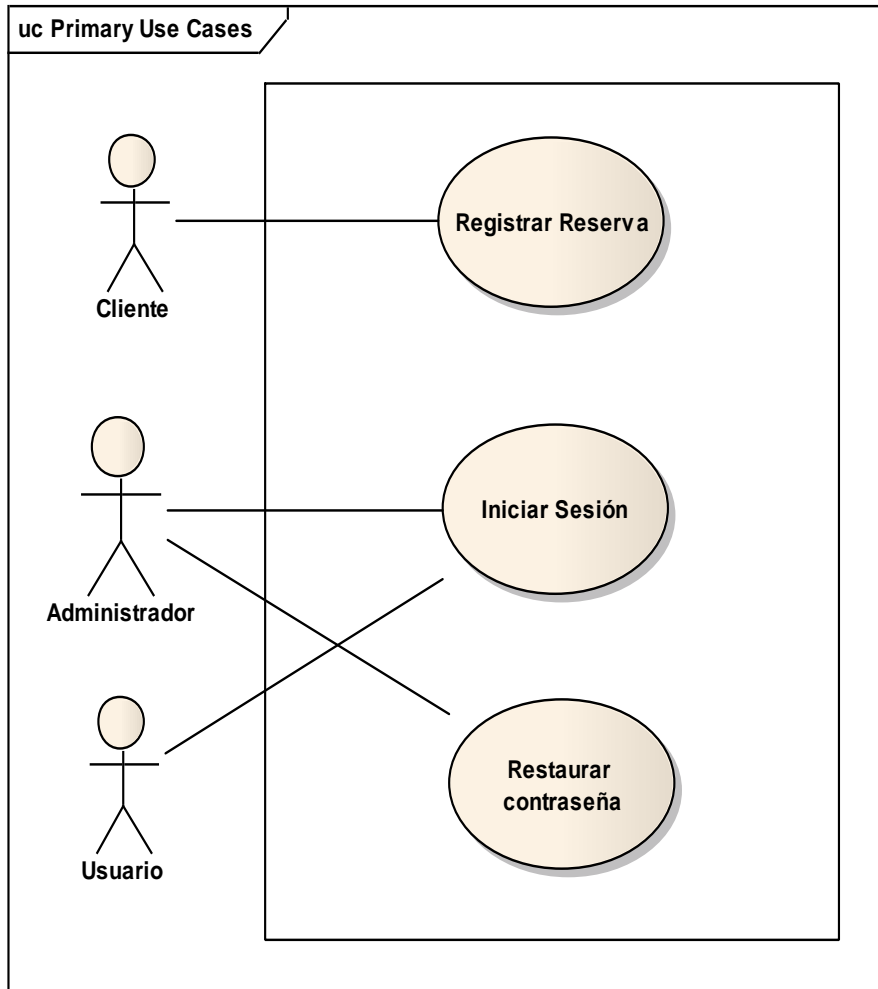 uc Primary Use Cases
Cliente
Registrar Reserva
Administrador
Iniciar Sesión
Usuario
Restaurar
contraseña